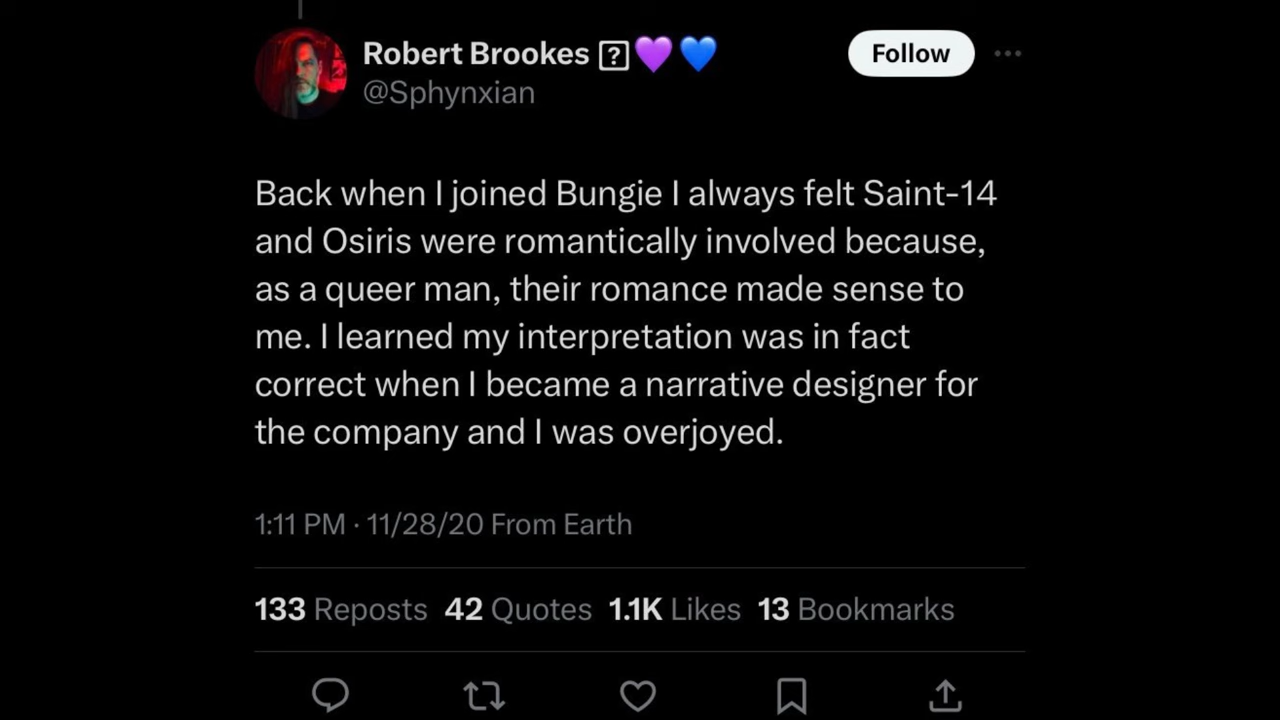 Robert Brookes ⍰💜💙
Follow
@Sphynxian
Back when I joined Bungie I always felt Saint-14
and Osiris were romantically involved because,
as a queer man, their romance made sense to
me. I learned my interpretation was in fact
correct when I became a narrative designer for
the company and I was overjoyed.
1:11 PM · 11/28/20 From Earth
133 Reposts 42 Quotes 1.1K Likes 13 Bookmarks